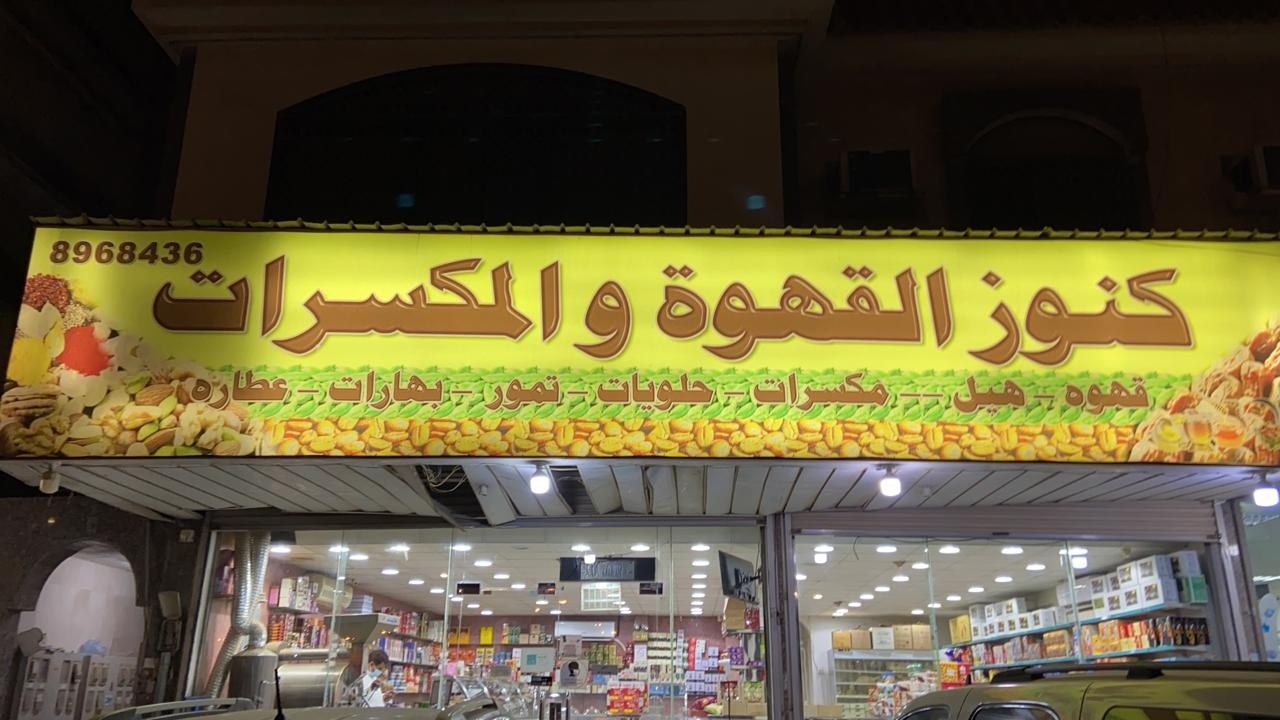 8968436
كنوز القهوة والمكسرات
قهوه - هيل -- مكسرات - حلويات - تمور - بهارات - عطاره